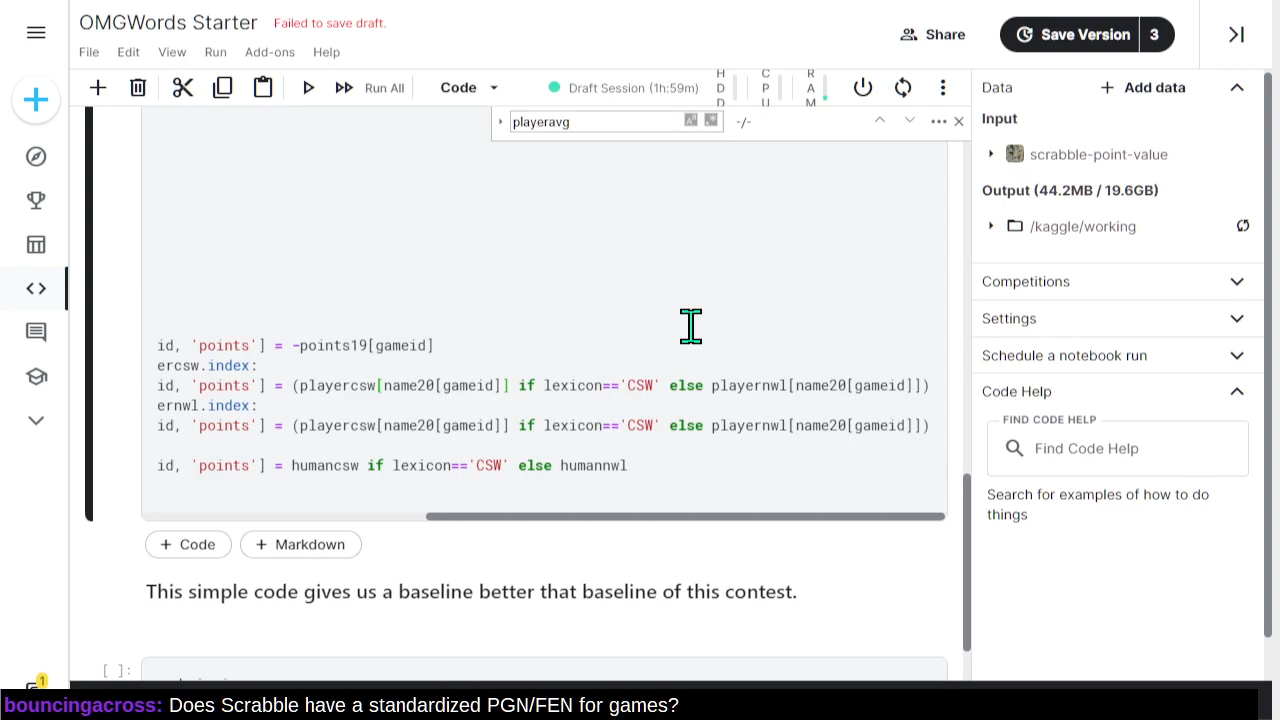 OMGWords Starter
Failed to save draft.
File Edit View Run Add-ons Help
Share
Save Version 3
Run All
Code
Draft Session (1h:59m)
HDD
CPU
RAM
playeravg
-/-
id, 'points'] = -points19[gameid]
ercsw.index:
id, 'points'] = (playercsw[name20[gameid]] if lexicon=='CSW' else playernwl[name20[gameid]])
ernwl.index:
id, 'points'] = (playercsw[name20[gameid]] if lexicon=='CSW' else playernwl[name20[gameid]])
id, 'points'] = humancsw if lexicon=='CSW' else humannwl
+ Code
+ Markdown
This simple code gives us a baseline better that baseline of this contest.
[ ]:
Data
+ Add data
Input
scrabble-point-value
Output (44.2MB / 19.6GB)
/kaggle/working
Competitions
Settings
Schedule a notebook run
Code Help
FIND CODE HELP
Find Code Help
Search for examples of how to do
things
1
bouncingacross: Does Scrabble have a standardized PGN/FEN for games?